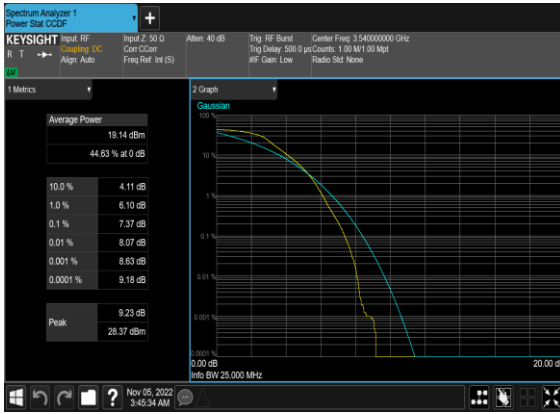 Spectrum Analyzer 1
Power Stat CCDF
+
KEYSIGHT Input: RF Input Z: 50 Ω Atten: 40 dB Trig: RF Burst Center Freq: 3.540000000 GHz
R T Coupling: DC Corr CCorr Trig Delay: 500.0 µs Counts: 1.00 M/1.00 Mpt
Align: Auto Freq Ref: Int (S) #IF Gain: Low Radio Std: None
1 Metrics
2 Graph
Average Power
19.14 dBm
44.63 % at 0 dB
10.0 % 4.11 dB
1.0 % 6.10 dB
0.1 % 7.37 dB
0.01 % 8.07 dB
0.001 % 8.63 dB
0.0001 % 9.18 dB
Peak 9.23 dB
28.37 dBm
Gaussian
100 %
10 %
1 %
0.1 %
0.01 %
0.001 %
0.0001 %
0.00 dB 20.00 d
Info BW 25.000 MHz
? Nov 05, 2022
3:45:34 AM